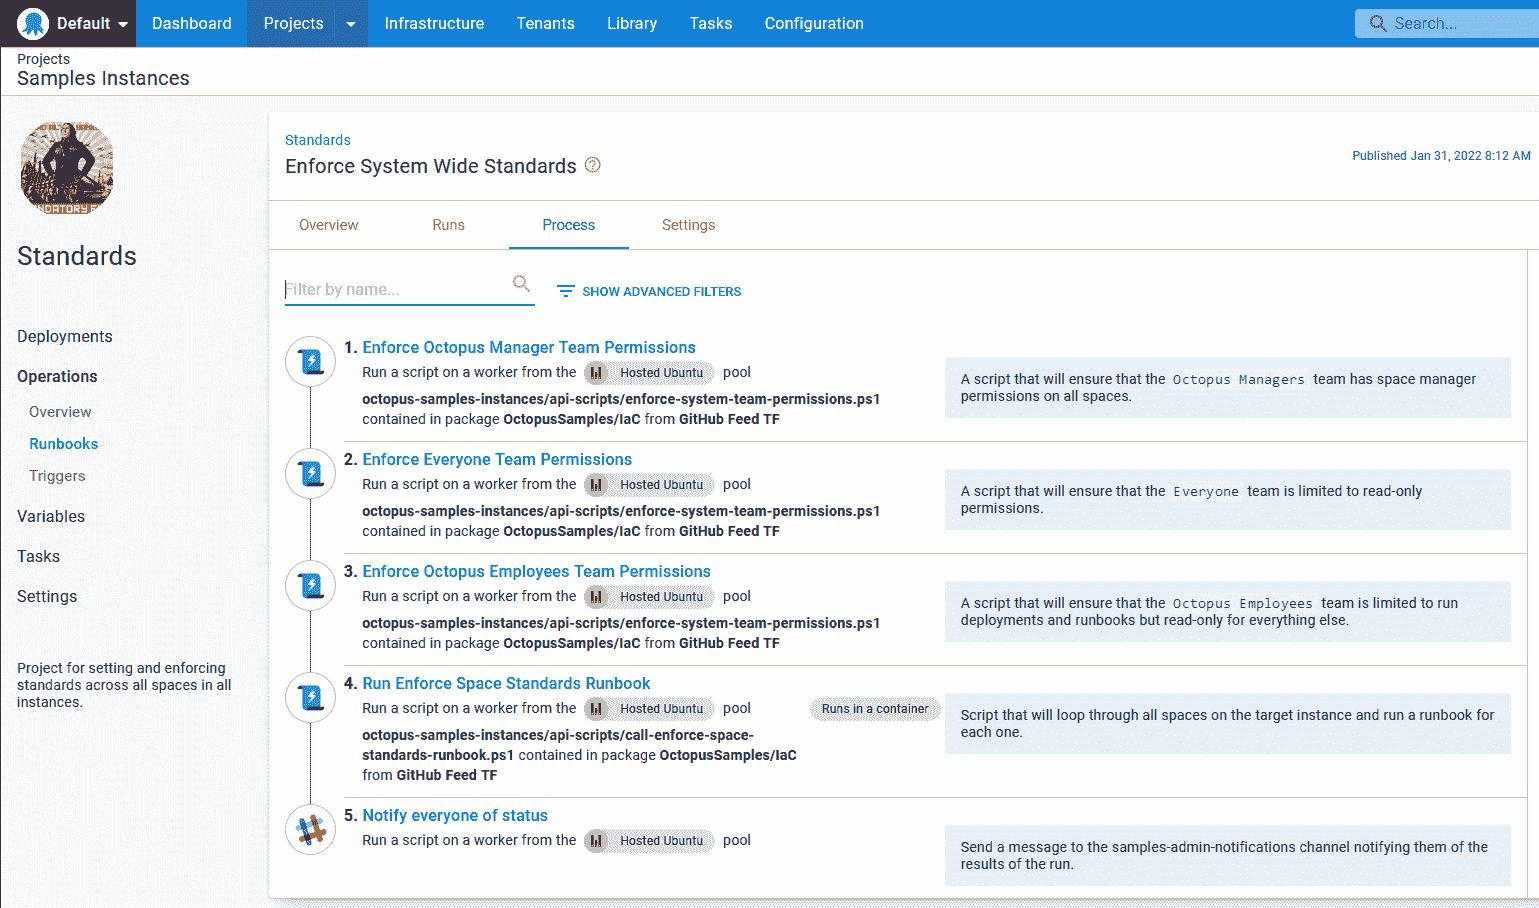 Default Dashboard Projects Infrastructure Tenants Library Tasks Configuration Search...
Projects
Samples Instances
Standards
Enforce System Wide Standards
Published Jan 31, 2022 8:12 AM
Overview Runs Process Settings
Standards
Deployments
Operations
Overview
Runbooks
Triggers
Variables
Tasks
Settings
Project for setting and enforcing
standards across all spaces in all
instances.
Filter by name... SHOW ADVANCED FILTERS
1. Enforce Octopus Manager Team Permissions
Run a script on a worker from the Hosted Ubuntu pool
octopus-samples-instances/api-scripts/enforce-system-team-permissions.ps1
contained in package OctopusSamples/IaC from GitHub Feed TF
A script that will ensure that the Octopus Managers team has space manager
permissions on all spaces.
2. Enforce Everyone Team Permissions
Run a script on a worker from the Hosted Ubuntu pool
octopus-samples-instances/api-scripts/enforce-system-team-permissions.ps1
contained in package OctopusSamples/IaC from GitHub Feed TF
A script that will ensure that the Everyone team is limited to read-only
permissions.
3. Enforce Octopus Employees Team Permissions
Run a script on a worker from the Hosted Ubuntu pool
octopus-samples-instances/api-scripts/enforce-system-team-permissions.ps1
contained in package OctopusSamples/IaC from GitHub Feed TF
A script that will ensure that the Octopus Employees team is limited to run
deployments and runbooks but read-only for everything else.
4. Run Enforce Space Standards Runbook
Run a script on a worker from the Hosted Ubuntu pool Runs in a container
octopus-samples-instances/api-scripts/call-enforce-space-
standards-runbook.ps1 contained in package OctopusSamples/IaC
from GitHub Feed TF
Script that will loop through all spaces on the target instance and run a runbook for
each one.
5. Notify everyone of status
Run a script on a worker from the Hosted Ubuntu pool
Send a message to the samples-admin-notifications channel notifying them of the
results of the run.